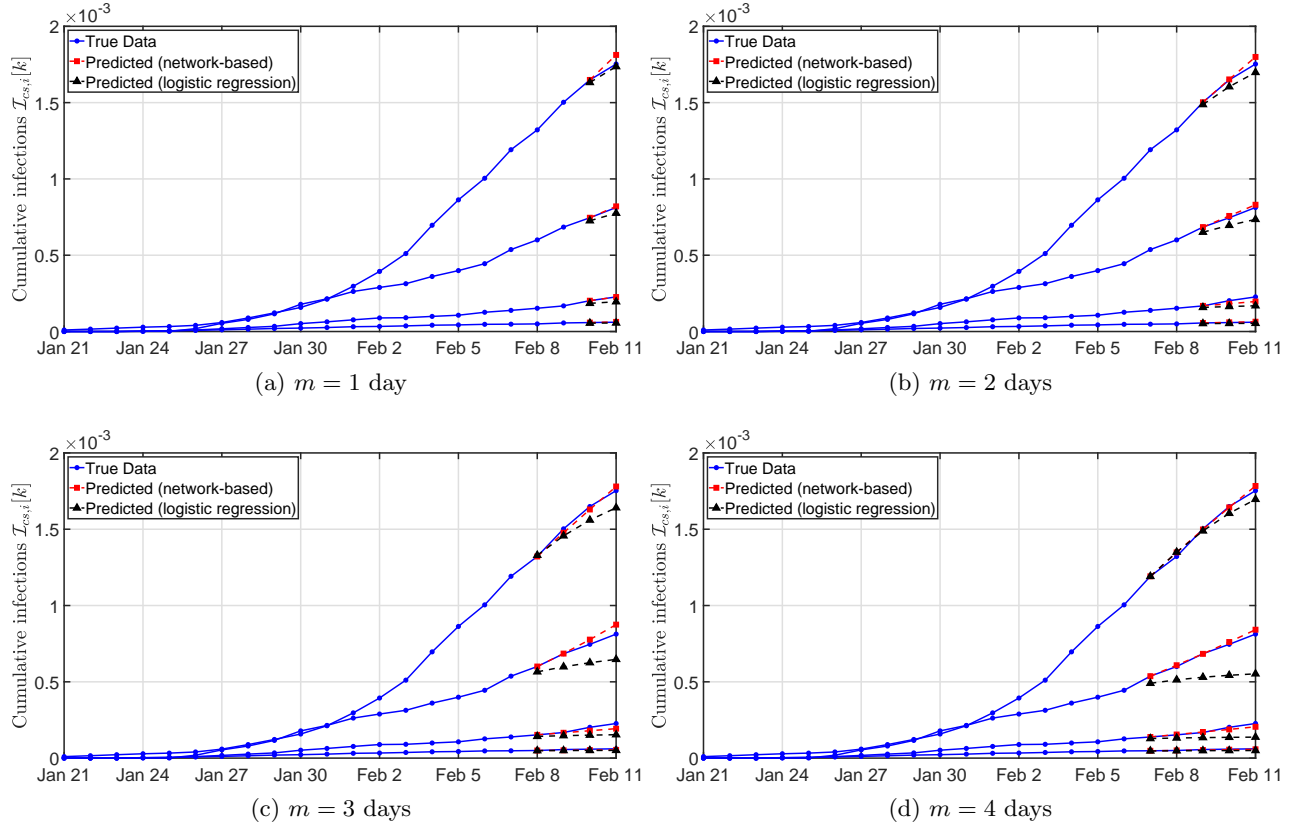 ×10⁻³
2
1.5
1
0.5
0
Cumulative infections 𝓘cs,i[k]
True Data
Predicted (network-based)
Predicted (logistic regression)
Jan 21 Jan 24 Jan 27 Jan 30 Feb 2 Feb 5 Feb 8 Feb 11
(a) m = 1 day
×10⁻³
2
1.5
1
0.5
0
Cumulative infections 𝓘cs,i[k]
True Data
Predicted (network-based)
Predicted (logistic regression)
Jan 21 Jan 24 Jan 27 Jan 30 Feb 2 Feb 5 Feb 8 Feb 11
(b) m = 2 days
×10⁻³
2
1.5
1
0.5
0
Cumulative infections 𝓘cs,i[k]
True Data
Predicted (network-based)
Predicted (logistic regression)
Jan 21 Jan 24 Jan 27 Jan 30 Feb 2 Feb 5 Feb 8 Feb 11
(c) m = 3 days
×10⁻³
2
1.5
1
0.5
0
Cumulative infections 𝓘cs,i[k]
True Data
Predicted (network-based)
Predicted (logistic regression)
Jan 21 Jan 24 Jan 27 Jan 30 Feb 2 Feb 5 Feb 8 Feb 11
(d) m = 4 days